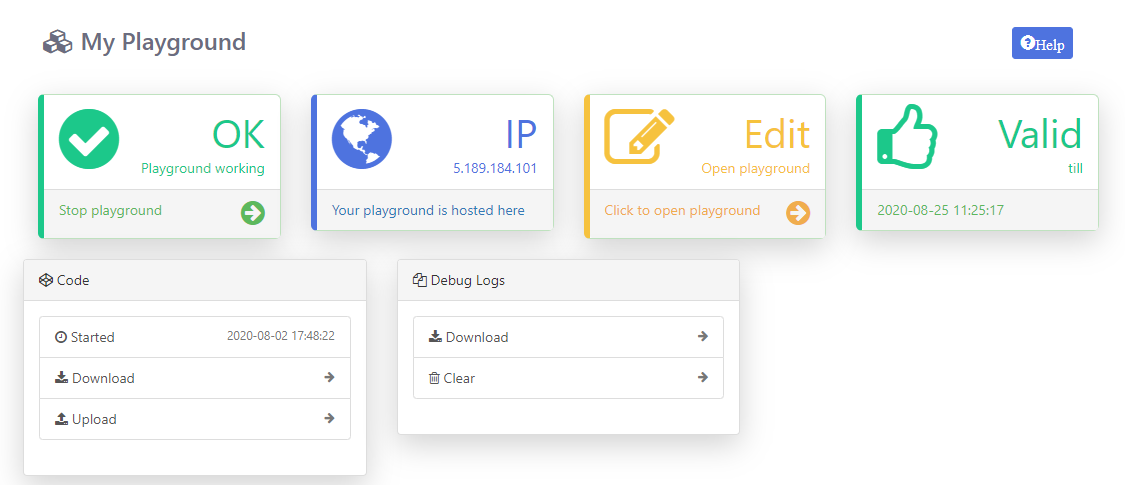 My Playground
Help
OK
Playground working
Stop playground
IP
5.189.184.101
Your playground is hosted here
Edit
Open playground
Click to open playground
Valid
till
2020-08-25 11:25:17
Code
Started 2020-08-02 17:48:22
Download
Upload
Debug Logs
Download
Clear